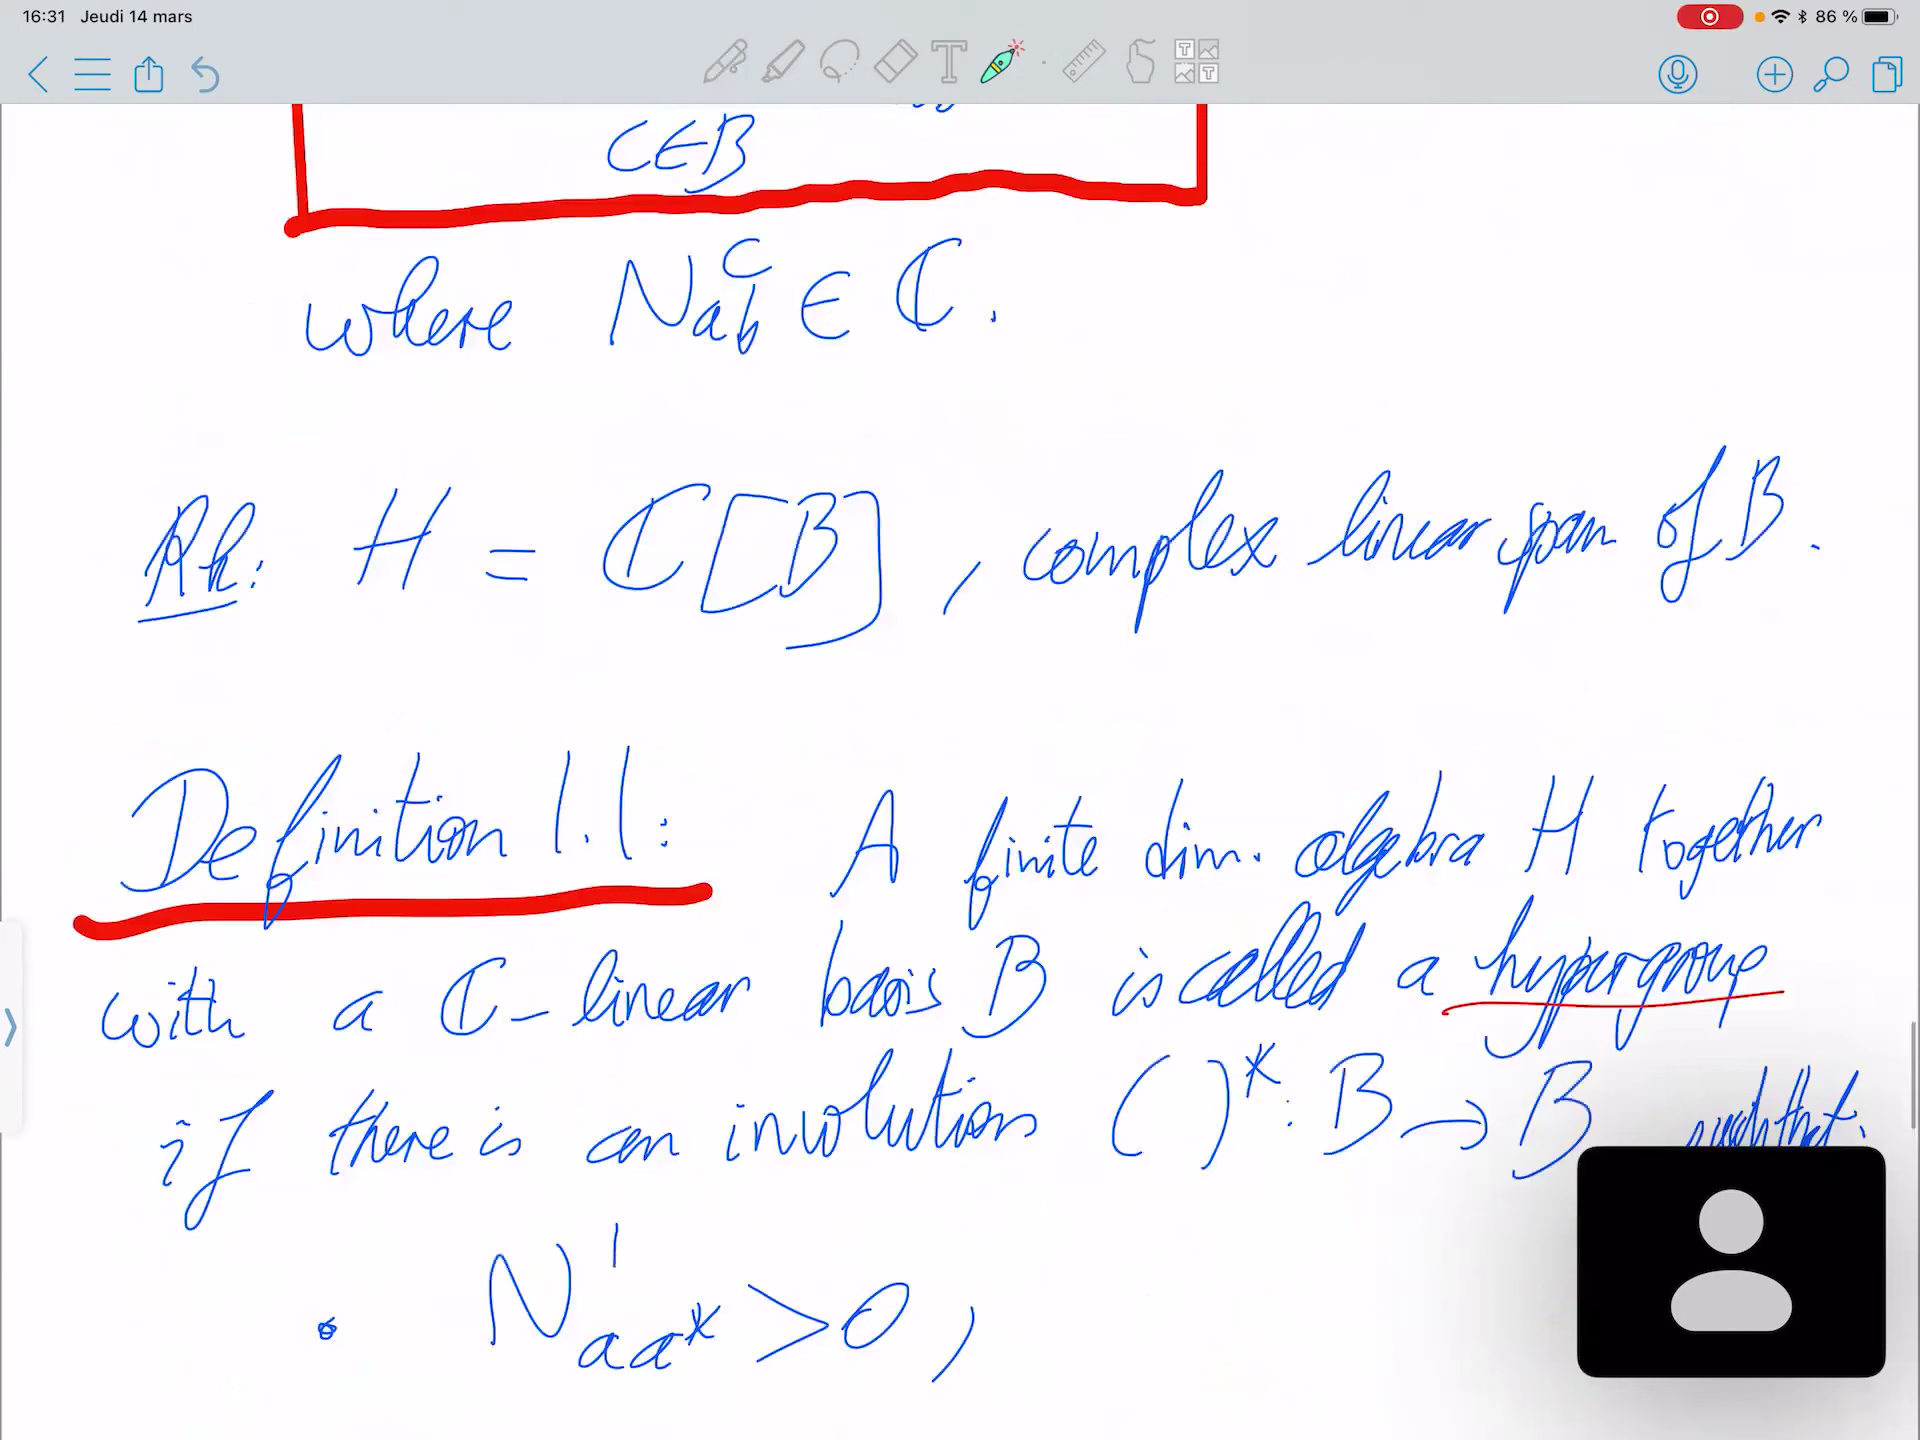 16:31 Jeudi 14 mars 86 %
C∈B
where N_{ab}^{C} ∈ ℂ.
Rk: H = ℂ[B], complex linear span of B.
Definition 1.1: A finite dim. algebra H together
with a ℂ-linear basis B is called a hypergroup
if there is an involution ( )* : B → B such that:
• N_{aa*}^{1} > 0,